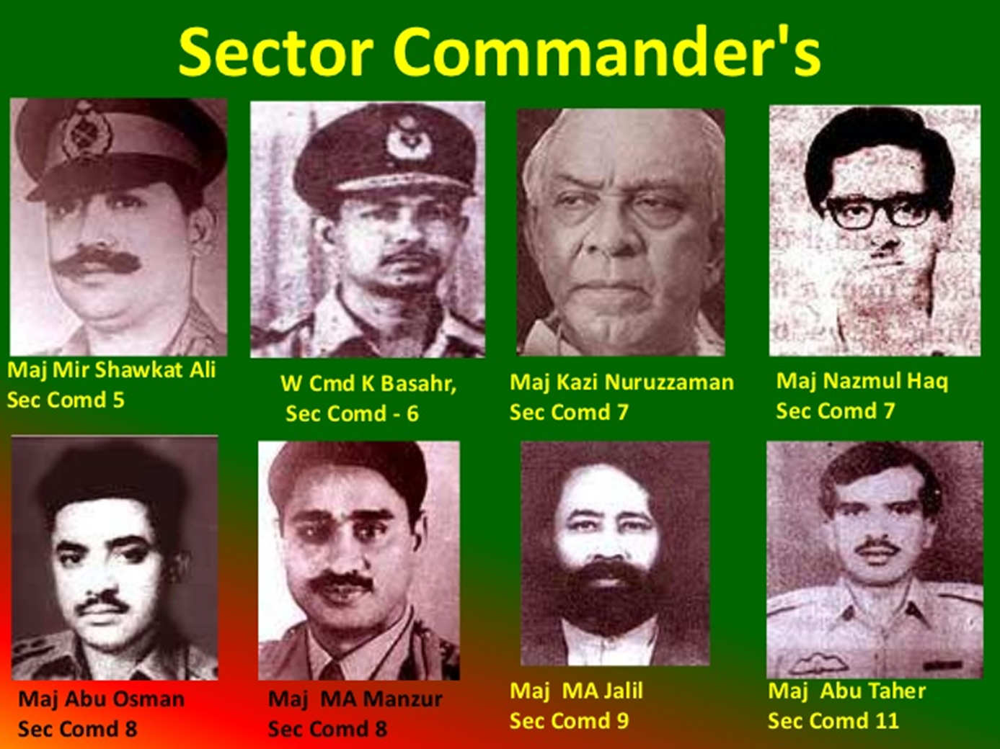 Sector Commander's
Maj Mir Shawkat Ali
Sec Comd 5
W Cmd K Basahr,
Sec Comd - 6
Maj Kazi Nuruzzaman
Sec Comd 7
Maj Nazmul Haq
Sec Comd 7
Maj Abu Osman
Sec Comd 8
Maj MA Manzur
Sec Comd 8
Maj MA Jalil
Sec Comd 9
Maj Abu Taher
Sec Comd 11